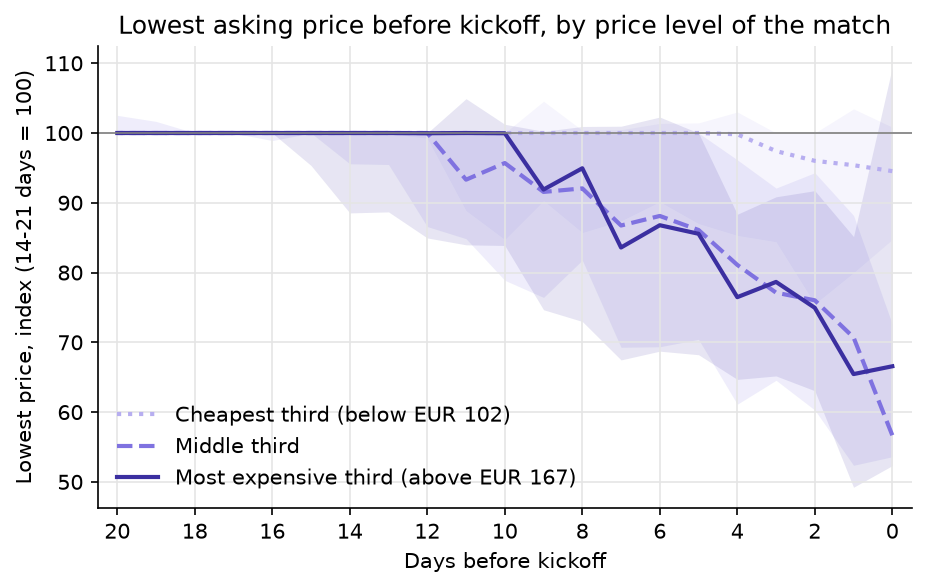 Lowest asking price before kickoff, by price level of the match
Lowest price, index (14-21 days = 100)
110
100
90
80
70
60
50
Cheapest third (below EUR 102)
Middle third
Most expensive third (above EUR 167)
20 18 16 14 12 10 8 6 4 2 0
Days before kickoff